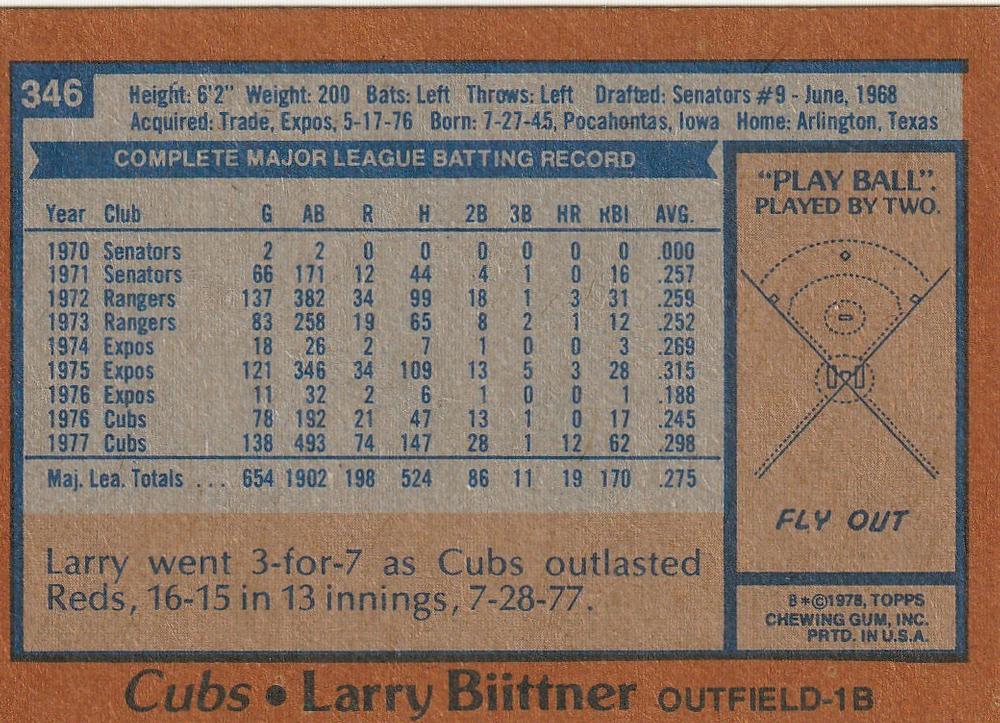 346
Height: 6'2" Weight: 200 Bats: Left Throws: Left Drafted: Senators #9 - June, 1968
Acquired: Trade, Expos, 5-17-76 Born: 7-27-45, Pocahontas, Iowa Home: Arlington, Texas
COMPLETE MAJOR LEAGUE BATTING RECORD
Year Club G AB R H 2B 3B HR RBI AVG.
1970 Senators 2 2 0 0 0 0 0 0 .000
1971 Senators 66 171 12 44 4 1 0 16 .257
1972 Rangers 137 382 34 99 18 1 3 31 .259
1973 Rangers 83 258 19 65 8 2 1 12 .252
1974 Expos 18 26 2 7 1 0 0 3 .269
1975 Expos 121 346 34 109 13 5 3 28 .315
1976 Expos 11 32 2 6 1 0 0 1 .188
1976 Cubs 78 192 21 47 13 1 0 17 .245
1977 Cubs 138 493 74 147 28 1 12 62 .298
Maj. Lea. Totals ... 654 1902 198 524 86 11 19 170 .275
Larry went 3-for-7 as Cubs outlasted
Reds, 16-15 in 13 innings, 7-28-77.
"PLAY BALL".
PLAYED BY TWO.
FLY OUT
B*©1978, TOPPS
CHEWING GUM, INC.
PRTD. IN U.S.A.
Cubs • Larry Biittner OUTFIELD-1B